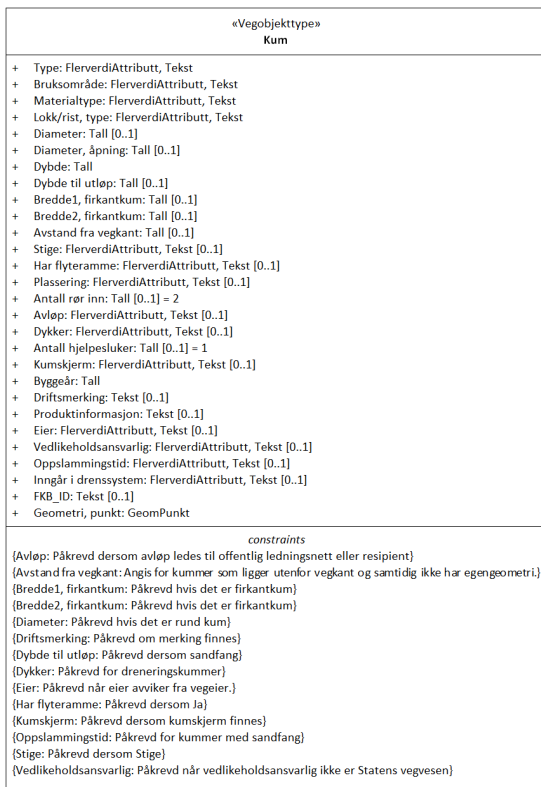 «Vegobjekttype»
Kum
+ Type: FlerverdiAttributt, Tekst
+ Bruksområde: FlerverdiAttributt, Tekst
+ Materialtype: FlerverdiAttributt, Tekst
+ Lokk/rist, type: FlerverdiAttributt, Tekst
+ Diameter: Tall [0..1]
+ Diameter, åpning: Tall [0..1]
+ Dybde: Tall
+ Dybde til utløp: Tall [0..1]
+ Bredde1, firkantkum: Tall [0..1]
+ Bredde2, firkantkum: Tall [0..1]
+ Avstand fra vegkant: Tall [0..1]
+ Stige: FlerverdiAttributt, Tekst [0..1]
+ Har flyteramme: FlerverdiAttributt, Tekst [0..1]
+ Plassering: FlerverdiAttributt, Tekst [0..1]
+ Antall rør inn: Tall [0..1] = 2
+ Avløp: FlerverdiAttributt, Tekst [0..1]
+ Dykker: FlerverdiAttributt, Tekst [0..1]
+ Antall hjelpesluker: Tall [0..1] = 1
+ Kumskjerm: FlerverdiAttributt, Tekst [0..1]
+ Byggeår: Tall
+ Driftsmerking: Tekst [0..1]
+ Produktinformasjon: Tekst [0..1]
+ Eier: FlerverdiAttributt, Tekst [0..1]
+ Vedlikeholdsansvarlig: FlerverdiAttributt, Tekst [0..1]
+ Oppslammingstid: FlerverdiAttributt, Tekst [0..1]
+ Inngår i drenssystem: FlerverdiAttributt, Tekst [0..1]
+ FKB_ID: Tekst [0..1]
+ Geometri, punkt: GeomPunkt
constraints
{Avløp: Påkrevd dersom avløp ledes til offentlig ledningsnett eller resipient}
{Avstand fra vegkant: Angis for kummer som ligger utenfor vegkant og samtidig ikke har egengeometri.}
{Bredde1, firkantkum: Påkrevd hvis det er firkantkum}
{Bredde2, firkantkum: Påkrevd hvis det er firkantkum}
{Diameter: Påkrevd hvis det er rund kum}
{Driftsmerking: Påkrevd om merking finnes}
{Dybde til utløp: Påkrevd dersom sandfang}
{Dykker: Påkrevd for dreneringskummer}
{Eier: Påkrevd når eier avviker fra vegeier.}
{Har flyteramme: Påkrevd dersom Ja}
{Kumskjerm: Påkrevd dersom kumskjerm finnes}
{Oppslammingstid: Påkrevd for kummer med sandfang}
{Stige: Påkrevd dersom Stige}
{Vedlikeholdsansvarlig: Påkrevd når vedlikeholdsansvarlig ikke er Statens vegvesen}